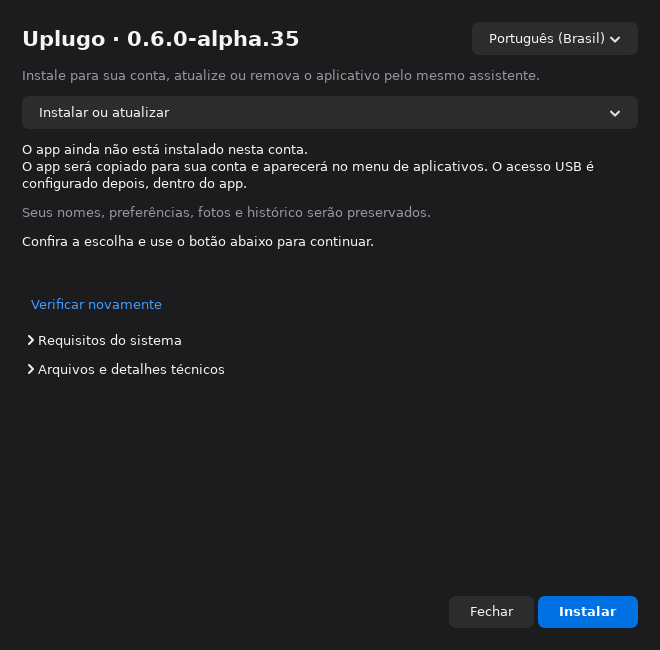 Uplugo · 0.6.0-alpha.35
Português (Brasil)
Instale para sua conta, atualize ou remova o aplicativo pelo mesmo assistente.
Instalar ou atualizar
O app ainda não está instalado nesta conta.
O app será copiado para sua conta e aparecerá no menu de aplicativos. O acesso USB é
configurado depois, dentro do app.
Seus nomes, preferências, fotos e histórico serão preservados.
Confira a escolha e use o botão abaixo para continuar.
Verificar novamente
Requisitos do sistema
Arquivos e detalhes técnicos
Fechar
Instalar